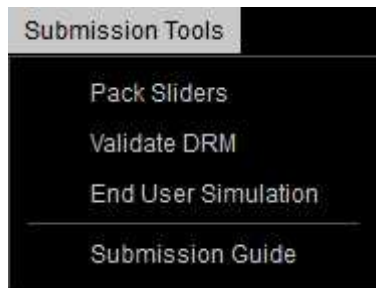 Submission Tools
Pack Sliders
Validate DRM
End User Simulation
Submission Guide